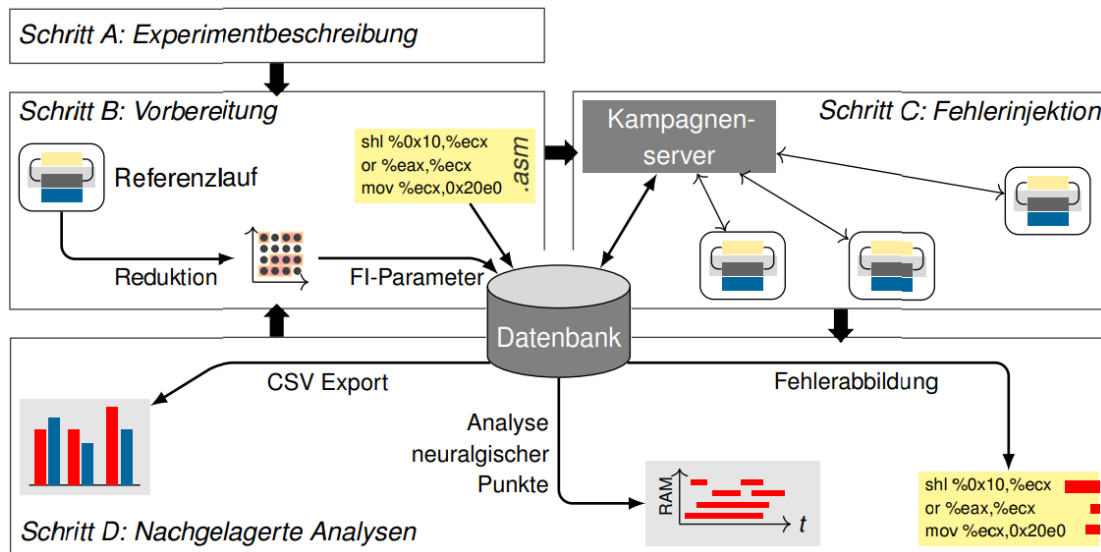 Schritt A: Experimentbeschreibung
Schritt B: Vorbereitung
Referenzlauf
shl %0x10,%ecx
or %eax,%ecx
mov %ecx,0x20e0
.asm
Reduktion
FI-Parameter
Schritt C: Fehlerinjektion
Kampagnen-
server
Datenbank
CSV Export
Analyse
neuralgischer
Punkte
Fehlerabbildung
RAM
t
shl %0x10,%ecx
or %eax,%ecx
mov %ecx,0x20e0
Schritt D: Nachgelagerte Analysen